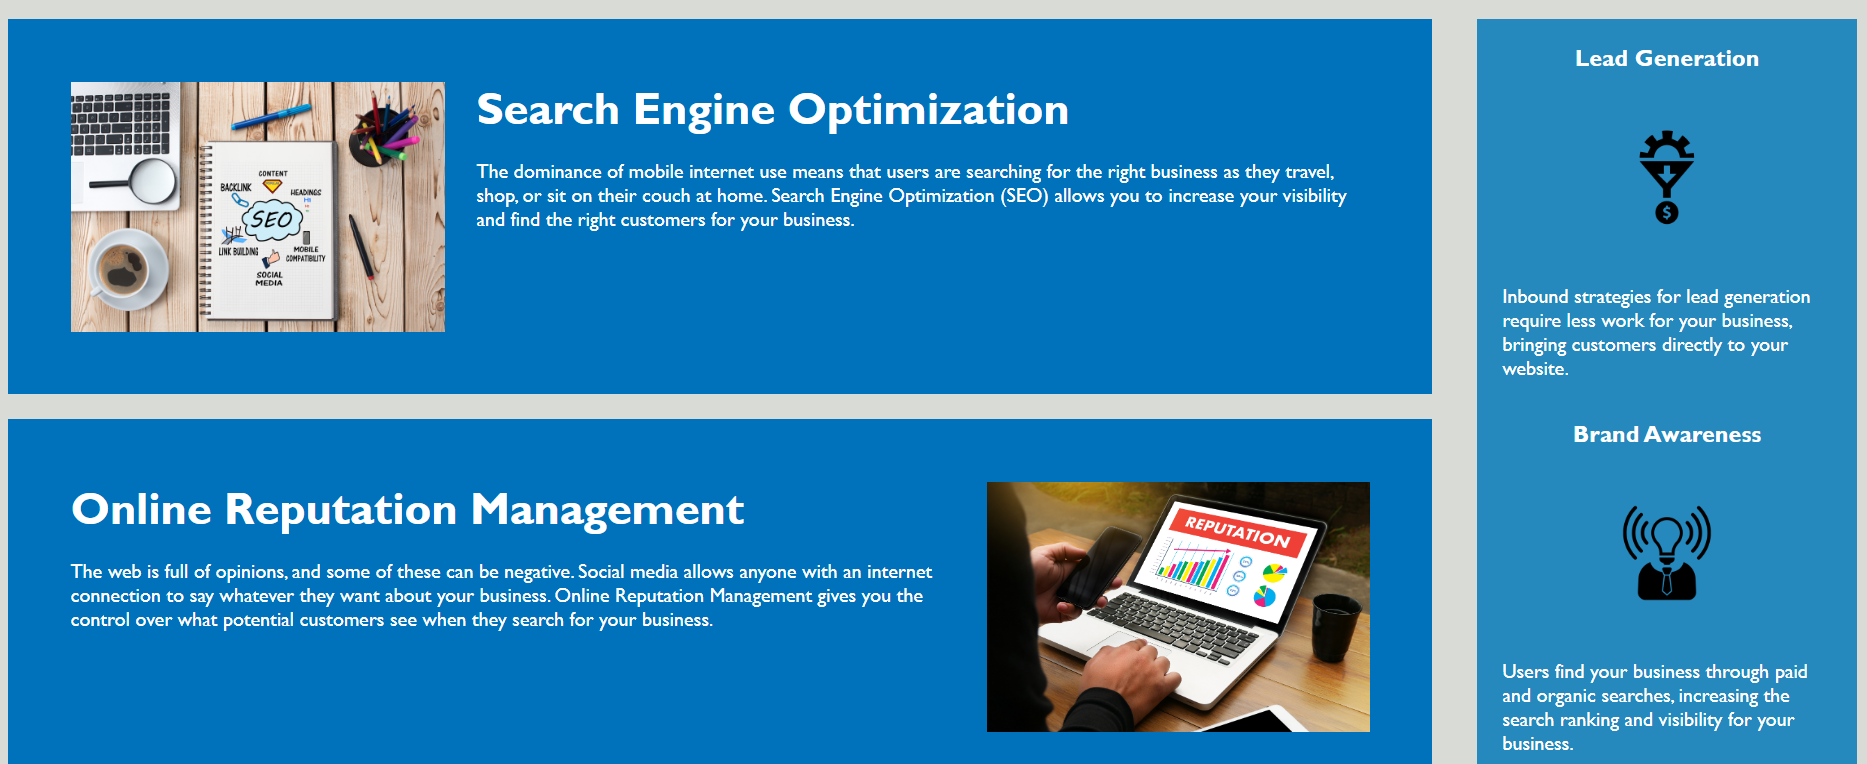 Search Engine Optimization
The dominance of mobile internet use means that users are searching for the right business as they travel,
shop, or sit on their couch at home. Search Engine Optimization (SEO) allows you to increase your visibility
and find the right customers for your business.
CONTENT
BACKLINK
HEADINGS
SEO
LINK BUILDING
MOBILE
COMPATIBILITY
SOCIAL
MEDIA
Online Reputation Management
The web is full of opinions, and some of these can be negative. Social media allows anyone with an internet
connection to say whatever they want about your business. Online Reputation Management gives you the
control over what potential customers see when they search for your business.
REPUTATION
Lead Generation
$
Inbound strategies for lead generation
require less work for your business,
bringing customers directly to your
website.
Brand Awareness
Users find your business through paid
and organic searches, increasing the
search ranking and visibility for your
business.